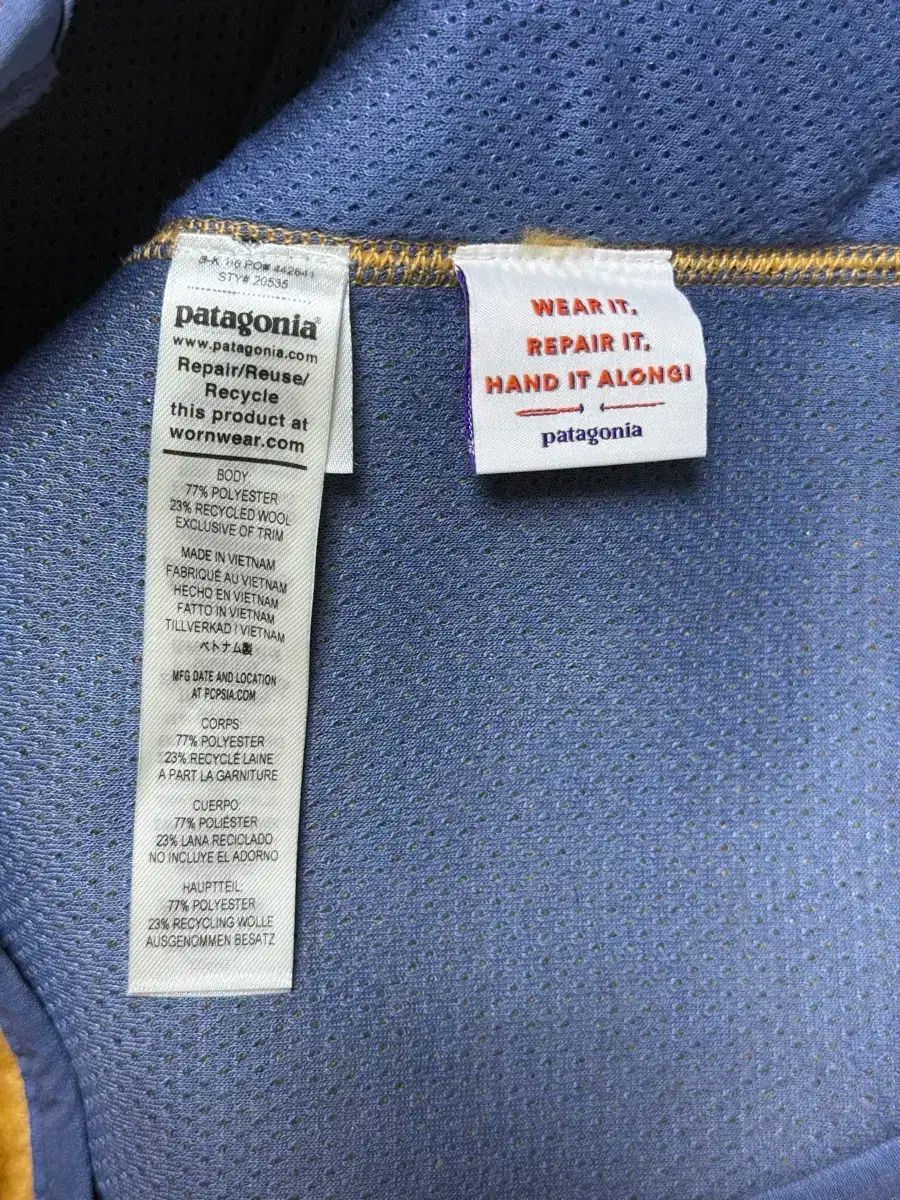 STY# 20535
patagonia®
www.patagonia.com
Repair/Reuse/
Recycle
this product at
wornwear.com
BODY:
77% POLYESTER
23% RECYCLED WOOL
EXCLUSIVE OF TRIM
MADE IN VIETNAM
FABRIQUÉ AU VIETNAM
HECHO EN VIETNAM
FATTO IN VIETNAM
TILLVERKAD I VIETNAM
ベトナム製
MFG DATE AND LOCATION
AT PCPSIA.COM
CORPS:
77% POLYESTER
23% RECYCLÉ LAINE
A PART LA GARNITURE
CUERPO:
77% POLIÉSTER
23% LANA RECICLADO
NO INCLUYE EL ADORNO
HAUPTTEIL:
77% POLYESTER
23% RECYCLING WOLLE
AUSGENOMMEN BESATZ
WEAR IT,
REPAIR IT,
HAND IT ALONG!
patagonia